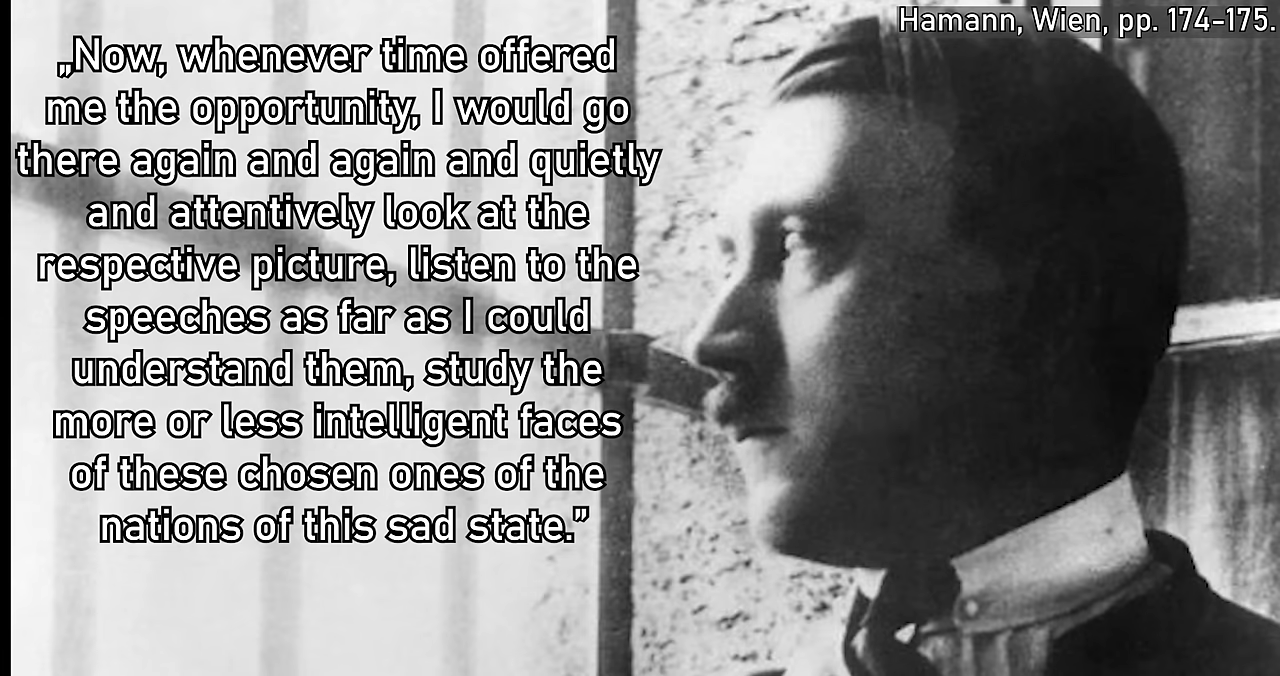 Hamann, Wien, pp. 174-175.
„Now, whenever time offered
me the opportunity, I would go
there again and again and quietly
and attentively look at the
respective picture, listen to the
speeches as far as I could
understand them, study the
more or less intelligent faces
of these chosen ones of the
nations of this sad state.”